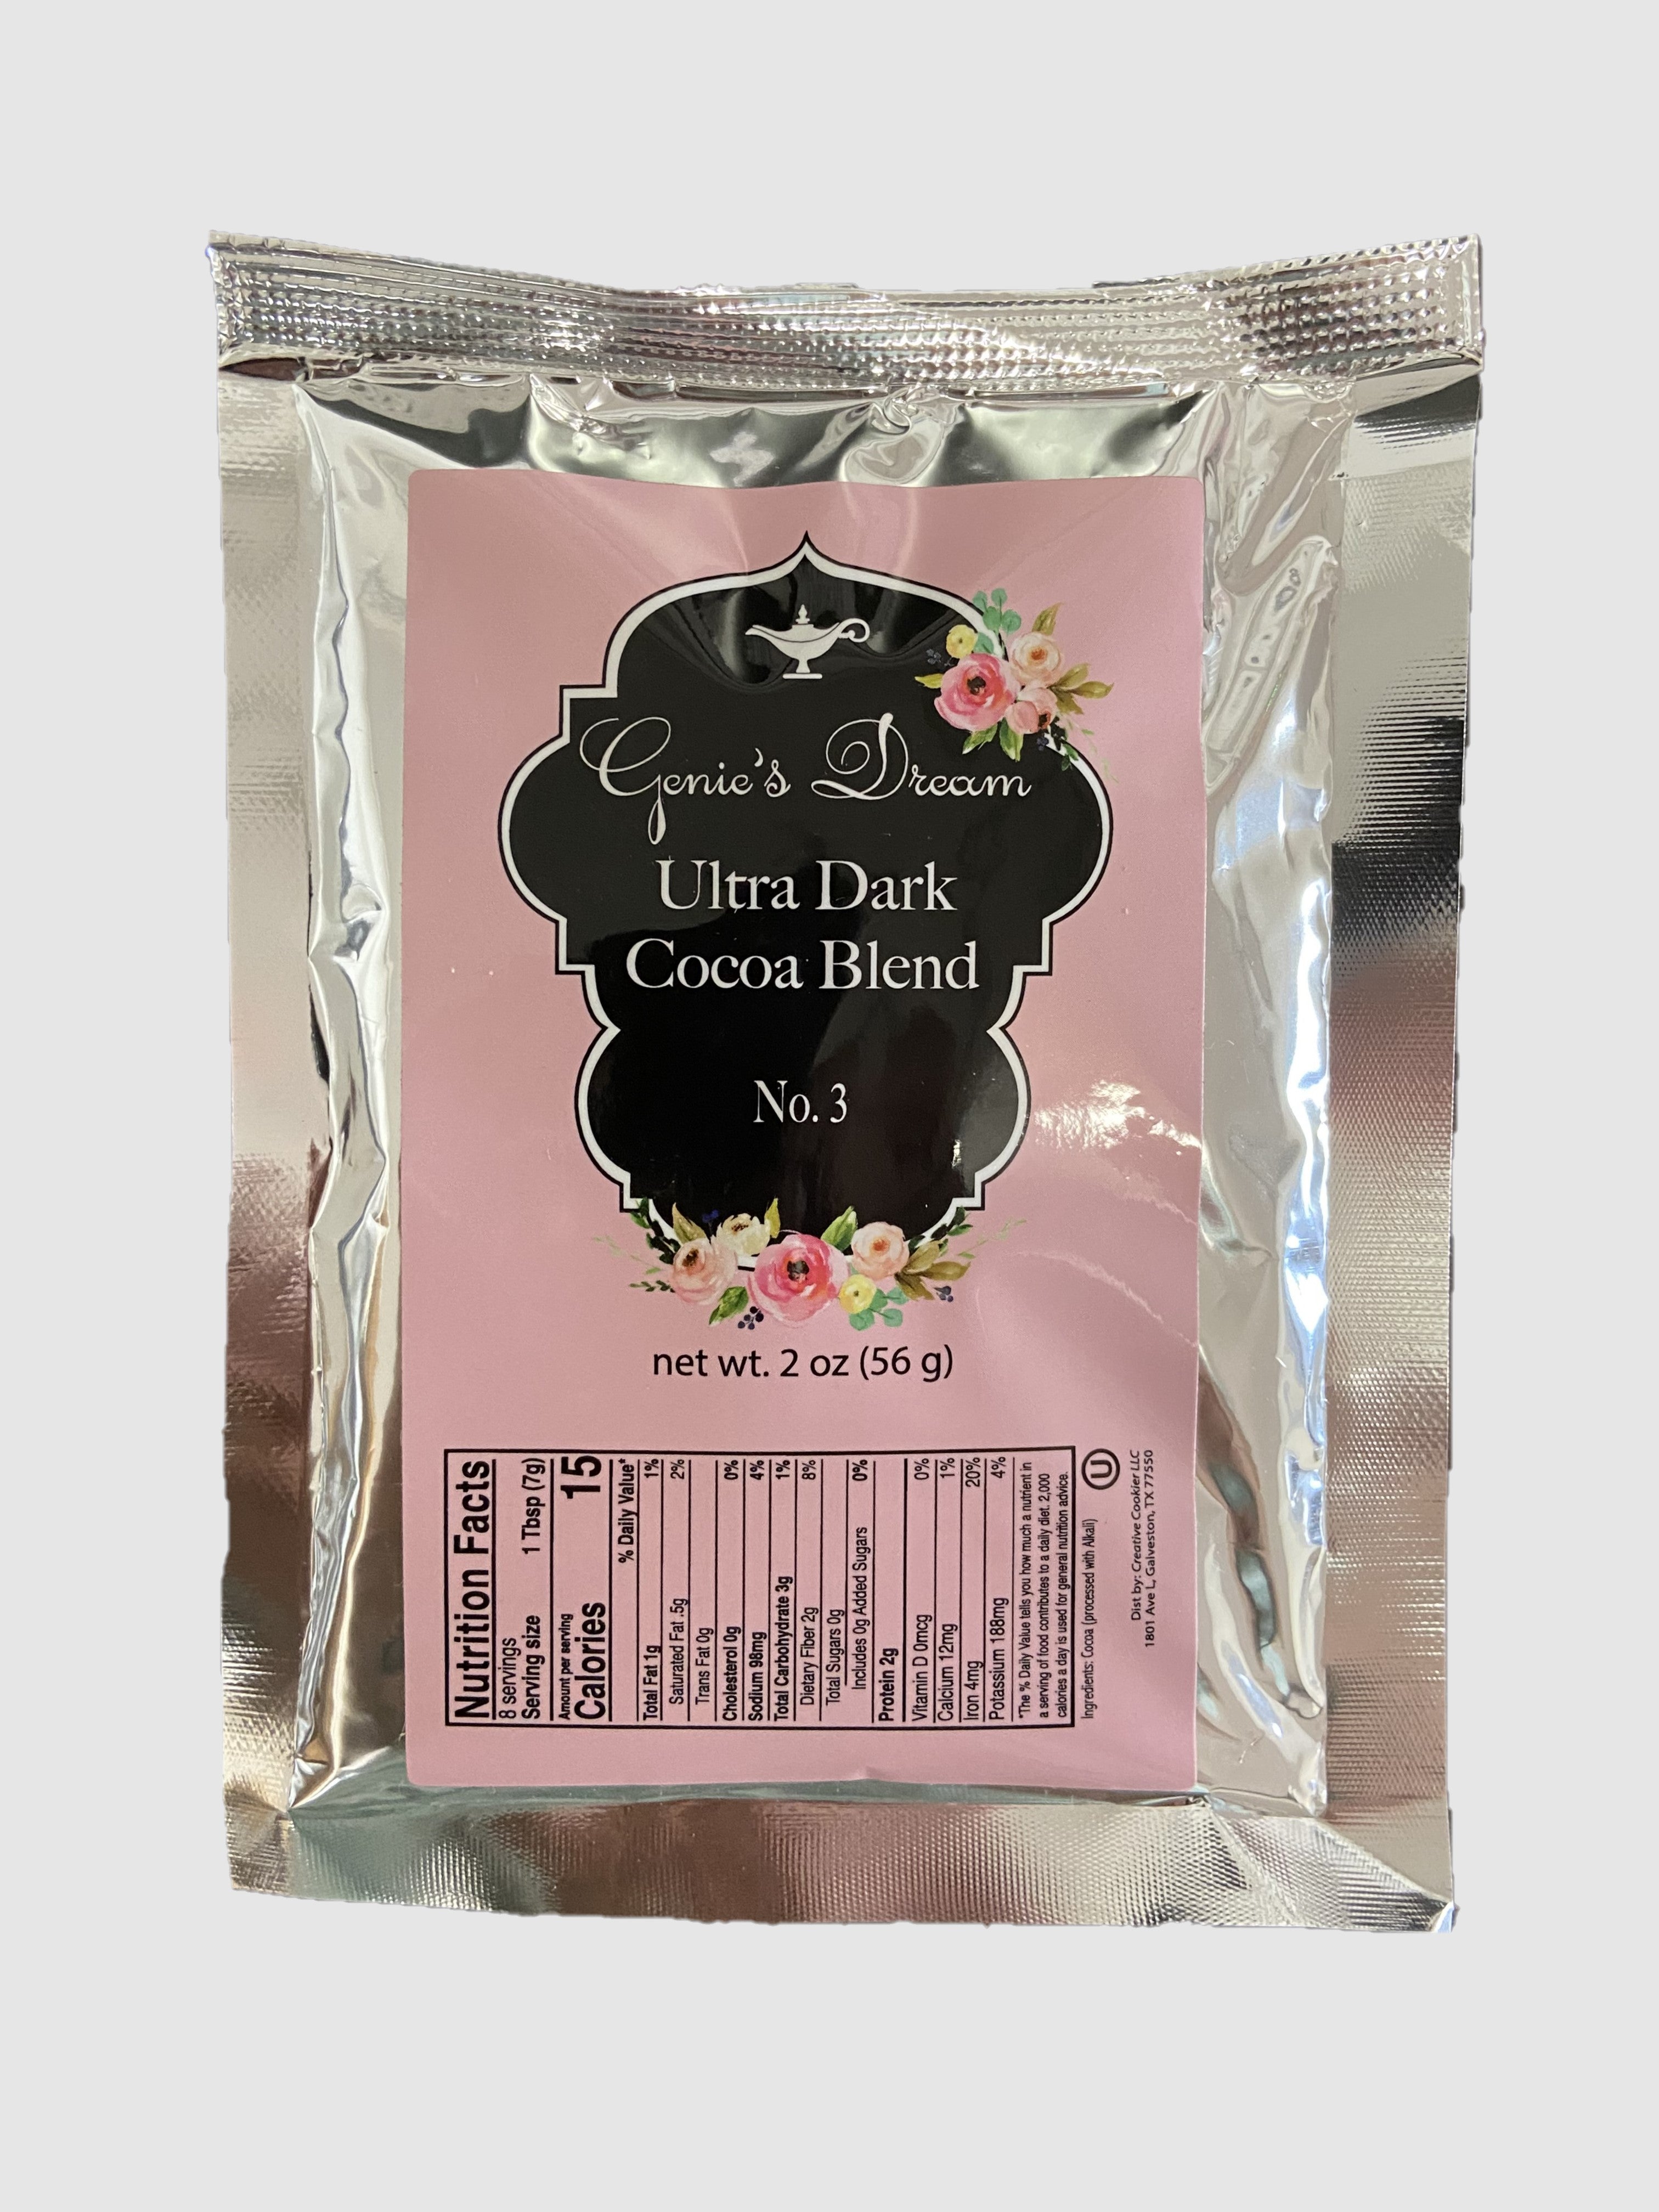 Genie's Dream
Ultra Dark
Cocoa Blend
No. 3
net wt. 2 oz (56 g)
Nutrition Facts
8 servings
Serving size 1 Tbsp (7g)
Amount per serving
Calories 15
% Daily Value*
Total Fat 1g 1%
Saturated Fat .5g 2%
Trans Fat 0g
Cholesterol 0g 0%
Sodium 98mg 4%
Total Carbohydrate 3g 1%
Dietary Fiber 2g 8%
Total Sugars 0g
Includes 0g Added Sugars 0%
Protein 2g
Vitamin D 0mcg 0%
Calcium 12mg 1%
Iron 4mg 20%
Potassium 188mg 4%
*The % Daily Value tells you how much a nutrient in
a serving of food contributes to a daily diet. 2,000
calories a day is used for general nutrition advice.
Ingredients: Cocoa (processed with Alkali)
U
Dist by: Creative Cookier LLC
1801 Ave L, Galveston, TX 77550